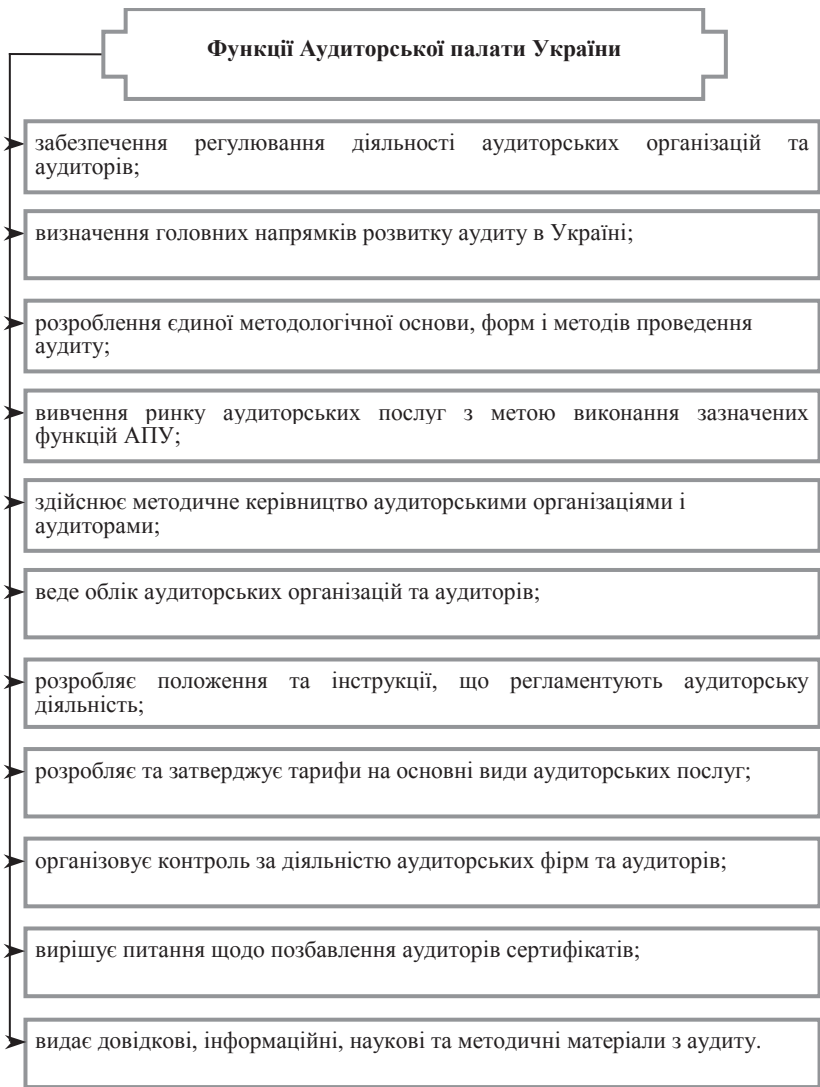 Функції Аудиторської палати України
забезпечення регулювання діяльності аудиторських організацій та
аудиторів;
визначення головних напрямків розвитку аудиту в Україні;
розроблення єдиної методологічної основи, форм і методів проведення
аудиту;
вивчення ринку аудиторських послуг з метою виконання зазначених
функцій АПУ;
здійснює методичне керівництво аудиторськими організаціями і
аудиторами;
веде облік аудиторських організацій та аудиторів;
розробляє положення та інструкції, що регламентують аудиторську
діяльність;
розробляє та затверджує тарифи на основні види аудиторських послуг;
організовує контроль за діяльністю аудиторських фірм та аудиторів;
вирішує питання щодо позбавлення аудиторів сертифікатів;
видає довідкові, інформаційні, наукові та методичні матеріали з аудиту.